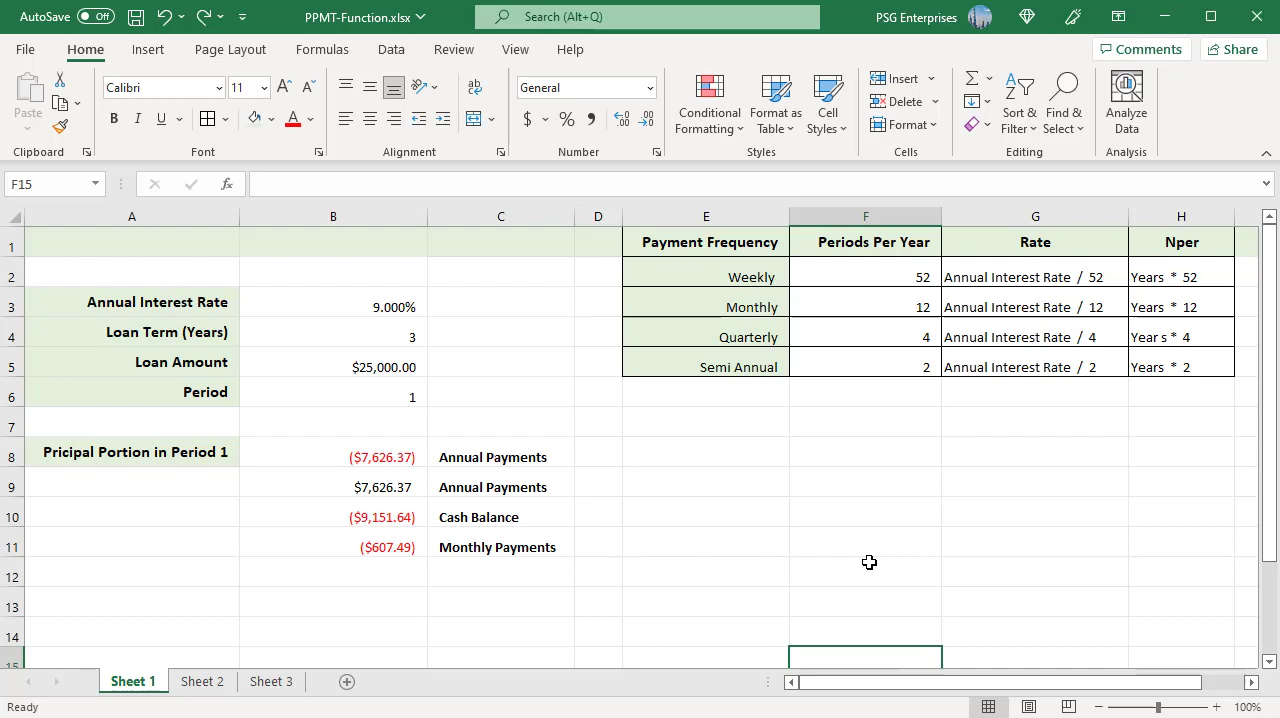 AutoSave Off PPMT-Function.xlsx Search (Alt+Q) PSG Enterprises
File Home Insert Page Layout Formulas Data Review View Help Comments Share
Paste Calibri 11 A A General Conditional Formatting Format as Table Cell Styles Insert Delete Format Sort & Filter Find & Select Analyze Data
B I U A $ % ,
Clipboard Font Alignment Number Styles Cells Editing Analysis
F15 fx
A B C D E F G H
1 Payment Frequency Periods Per Year Rate Nper
2 Weekly 52 Annual Interest Rate / 52 Years * 52
3 Annual Interest Rate 9.000% Monthly 12 Annual Interest Rate / 12 Years * 12
4 Loan Term (Years) 3 Quarterly 4 Annual Interest Rate / 4 Year s * 4
5 Loan Amount $25,000.00 Semi Annual 2 Annual Interest Rate / 2 Years * 2
6 Period 1
7
8 Pricipal Portion in Period 1 ($7,626.37) Annual Payments
9 $7,626.37 Annual Payments
10 ($9,151.64) Cash Balance
11 ($607.49) Monthly Payments
12
13
14
15
Sheet 1 Sheet 2 Sheet 3
Ready 100%